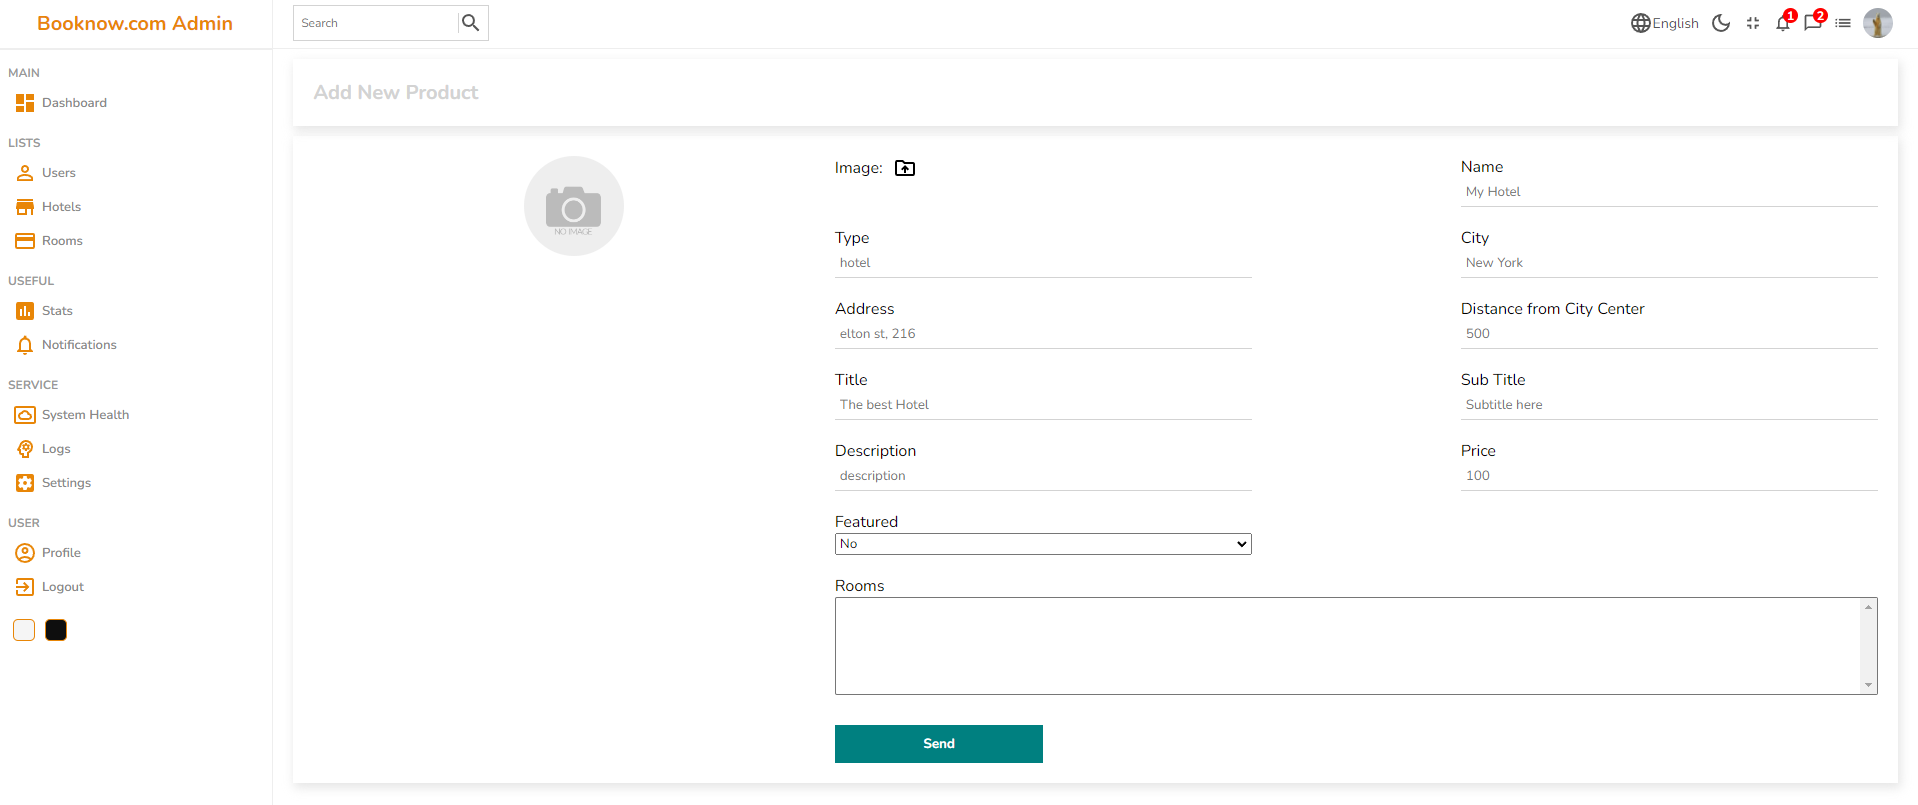 Booknow.com Admin
Search
English
1
2
MAIN
Dashboard
LISTS
Users
Hotels
Rooms
USEFUL
Stats
Notifications
SERVICE
System Health
Logs
Settings
USER
Profile
Logout
Add New Product
NO IMAGE
Image:
Name
My Hotel
Type
hotel
City
New York
Address
elton st, 216
Distance from City Center
500
Title
The best Hotel
Sub Title
Subtitle here
Description
description
Price
100
Featured
No
Rooms
Send